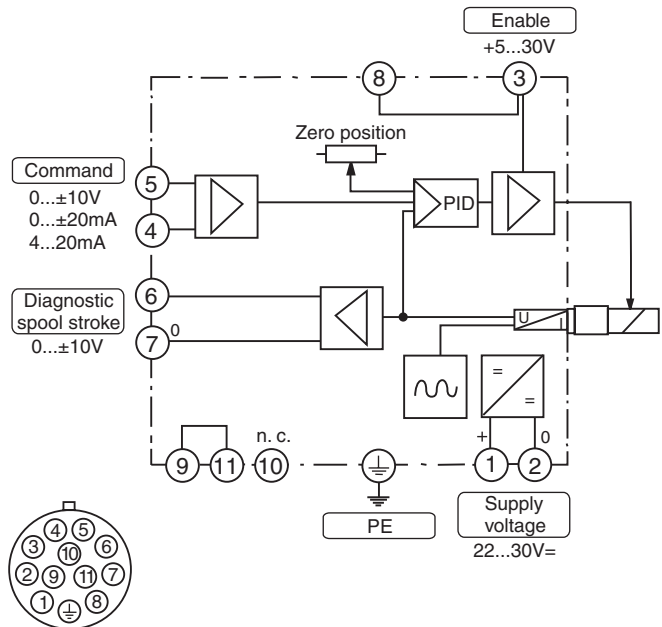 Enable
+5...30V
8
3
Zero position
Command
0...±10V
0...±20mA
4...20mA
5
4
PID
Diagnostic
spool stroke
0...±10V
6
7
0
U
L
=
=
n. c.
+
0
9
11
10
1
2
PE
Supply
voltage
22...30V=
4 5
3 10 6
2 9 11 7
1 8